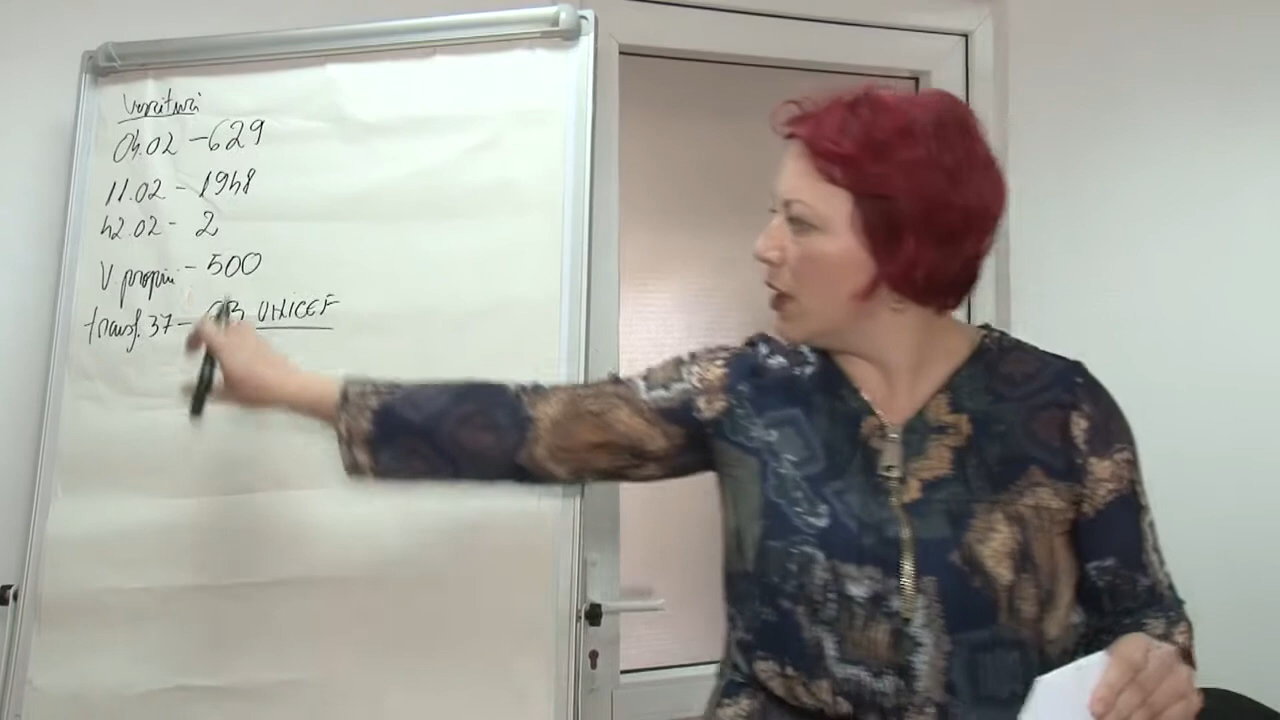 Venituri
04.02 - 629
11.02 - 1948
42.02 - 2
V. proprii - 500
transf. 37 - UNICEF